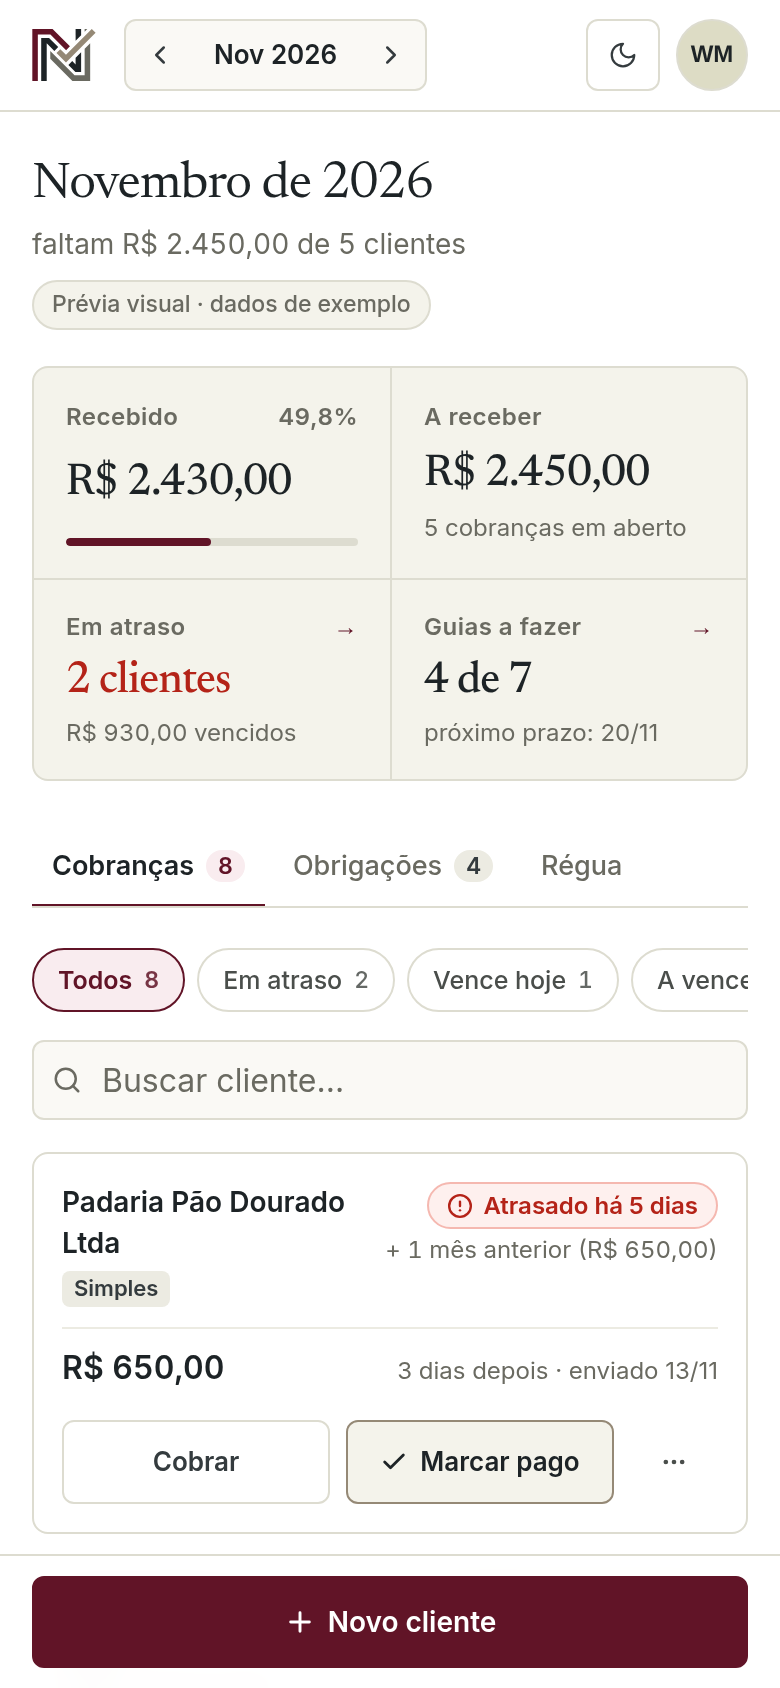 Nov 2026
WM
Novembro de 2026
faltam R$ 2.450,00 de 5 clientes
Prévia visual · dados de exemplo
Recebido 49,8%
R$ 2.430,00
A receber
R$ 2.450,00
5 cobranças em aberto
Em atraso →
2 clientes
R$ 930,00 vencidos
Guias a fazer →
4 de 7
próximo prazo: 20/11
Cobranças 8 Obrigações 4 Régua
Todos 8 Em atraso 2 Vence hoje 1 A vence
Buscar cliente...
Padaria Pão Dourado
Ltda
Simples
Atrasado há 5 dias
+ 1 mês anterior (R$ 650,00)
R$ 650,00 3 dias depois · enviado 13/11
Cobrar Marcar pago ···
+ Novo cliente